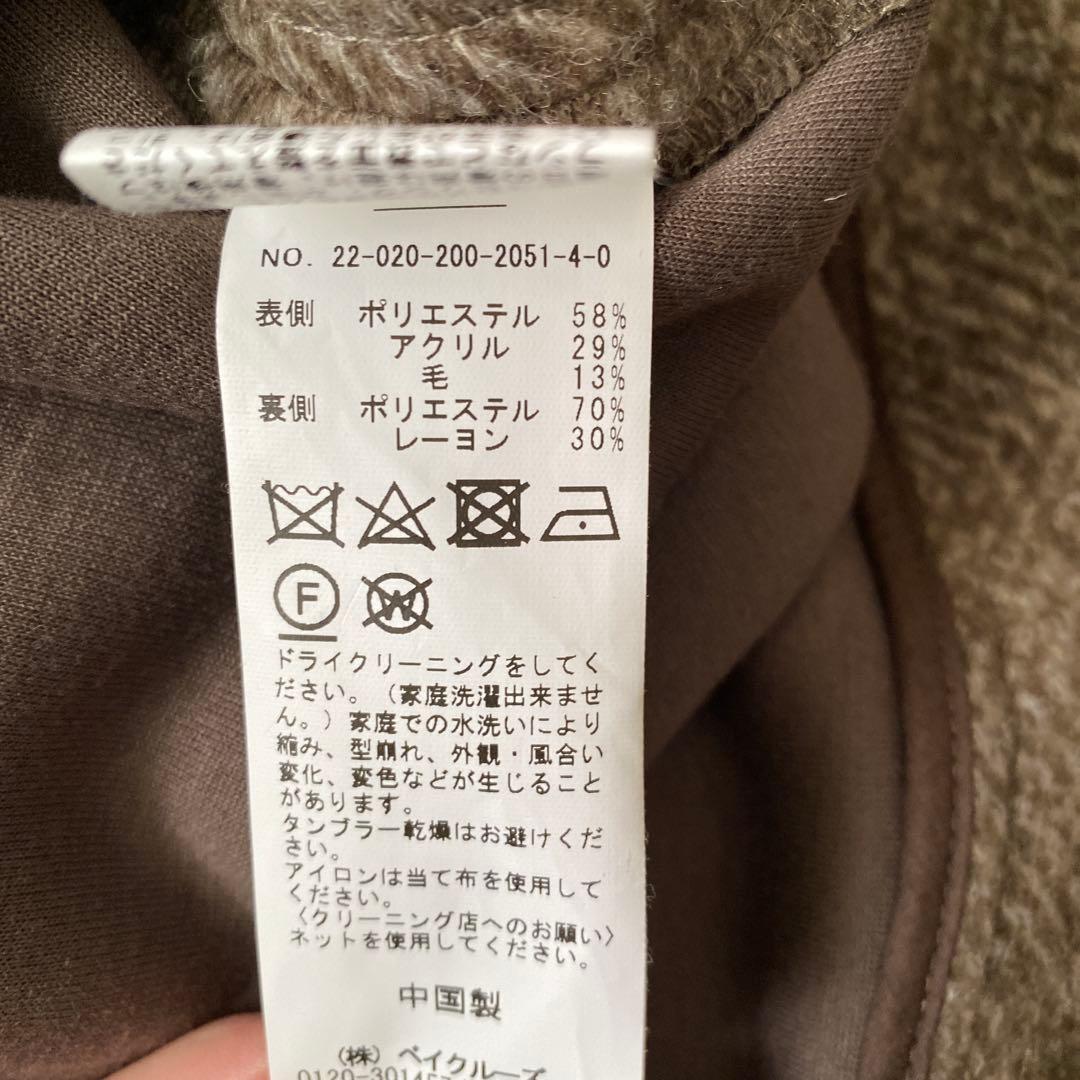 NO. 22-020-200-2051-4-0
表側 ポリエステル 58%
アクリル 29%
毛 13%
裏側 ポリエステル 70%
レーヨン 30%
F
W
ドライクリーニングをしてく
ださい。（家庭洗濯出来ませ
ん。）家庭での水洗いにより
縮み、型崩れ、外観・風合い
変化、変色などが生じること
があります。
タンブラー乾燥はお避けくだ
さい。
アイロンは当て布を使用して
ください。
〈クリーニング店へのお願い〉
ネットを使用してください。
中国製
（株）ベイクルーズ
0120-3014